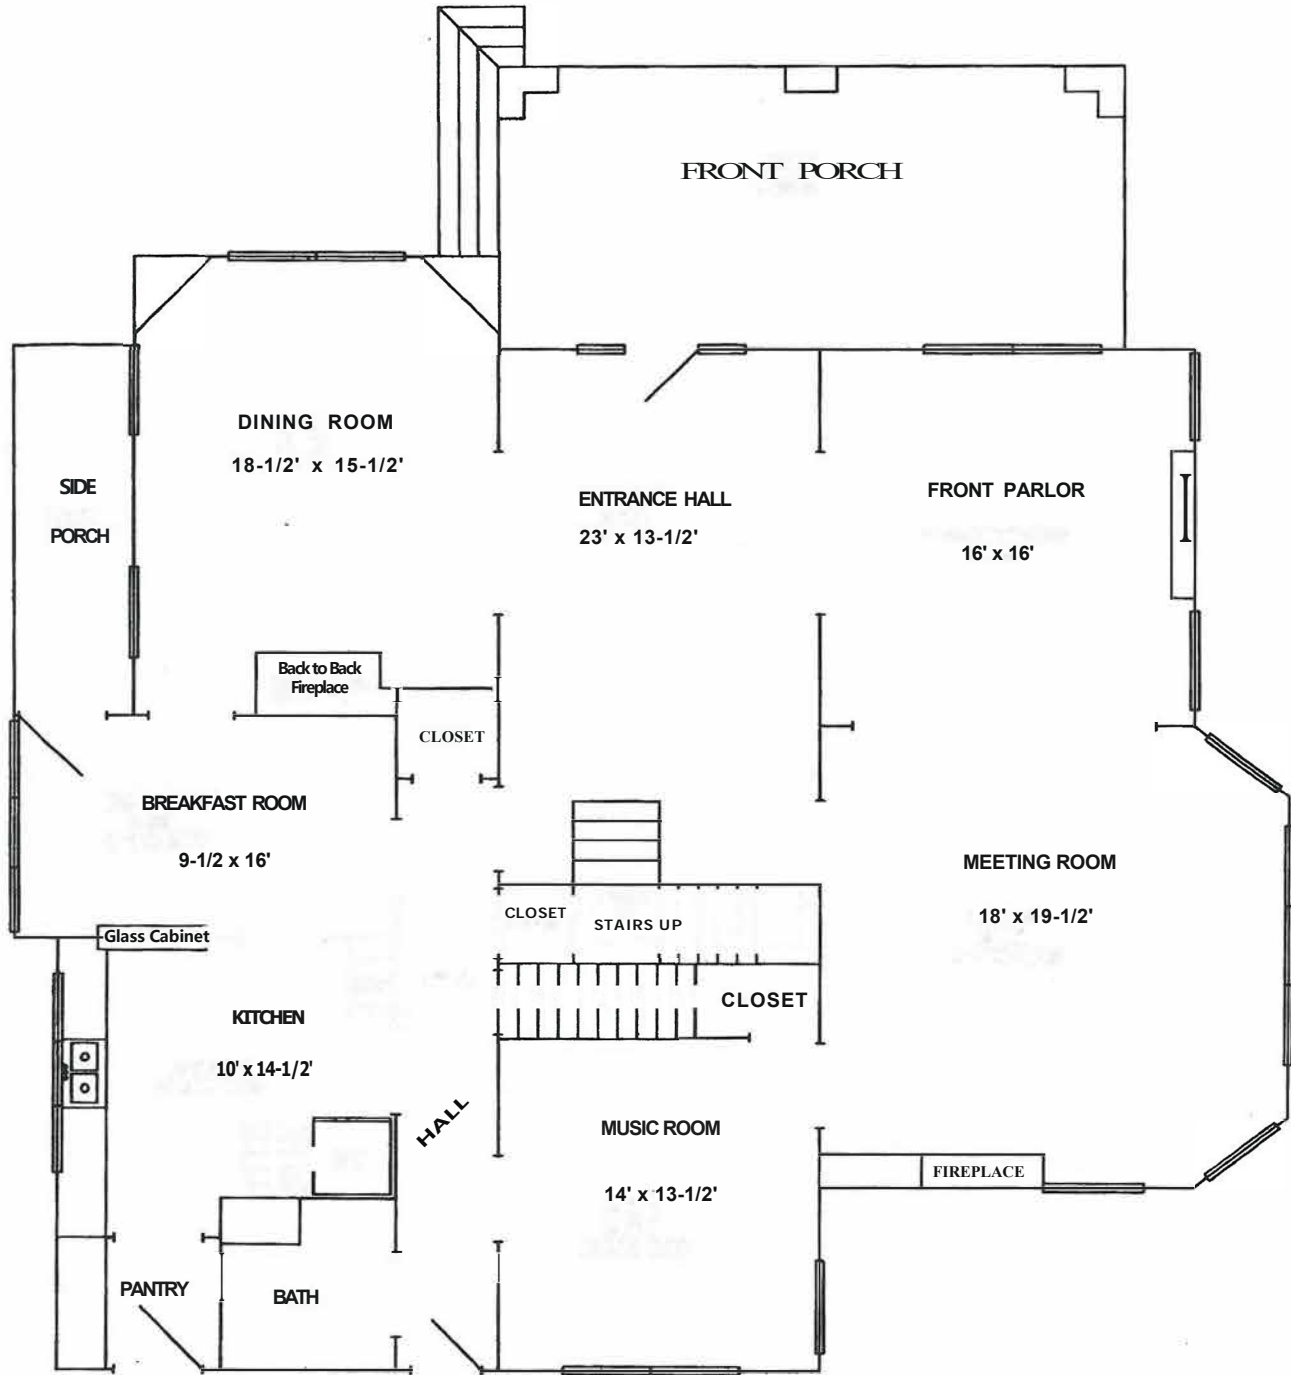 FRONT PORCH
DINING ROOM
18-1/2' x 15-1/2'
SIDE
PORCH
ENTRANCE HALL
23' x 13-1/2'
FRONT PARLOR
16' x 16'
Back to Back
Fireplace
CLOSET
BREAKFAST ROOM
9-1/2 x 16'
MEETING ROOM
18' x 19-1/2'
CLOSET
STAIRS UP
Glass Cabinet
CLOSET
KITCHEN
10' x 14-1/2'
HALL
MUSIC ROOM
14' x 13-1/2'
FIREPLACE
PANTRY
BATH